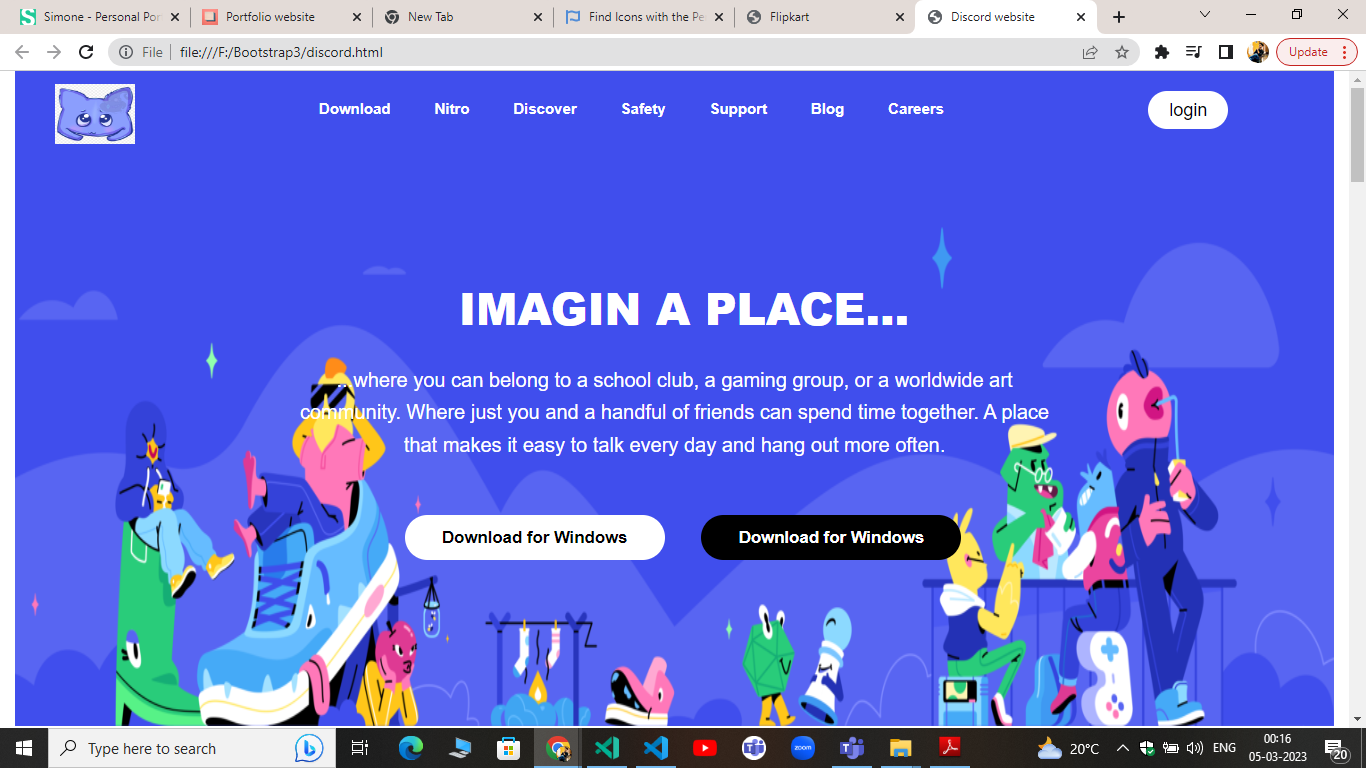 Simone - Personal Por
Portfolio website
New Tab
Find Icons with the Pe
Flipkart
Discord website
File
file:///F:/Bootstrap3/discord.html
Update
Download
Nitro
Discover
Safety
Support
Blog
Careers
login
IMAGIN A PLACE...
.. where you can belong to a school club, a gaming group, or a worldwide art
community. Where just you and a handful of friends can spend time together. A place
that makes it easy to talk every day and hang out more often.
Download for Windows
Download for Windows
Type here to search
zoom
20°C
ENG
00:16
05-03-2023
20